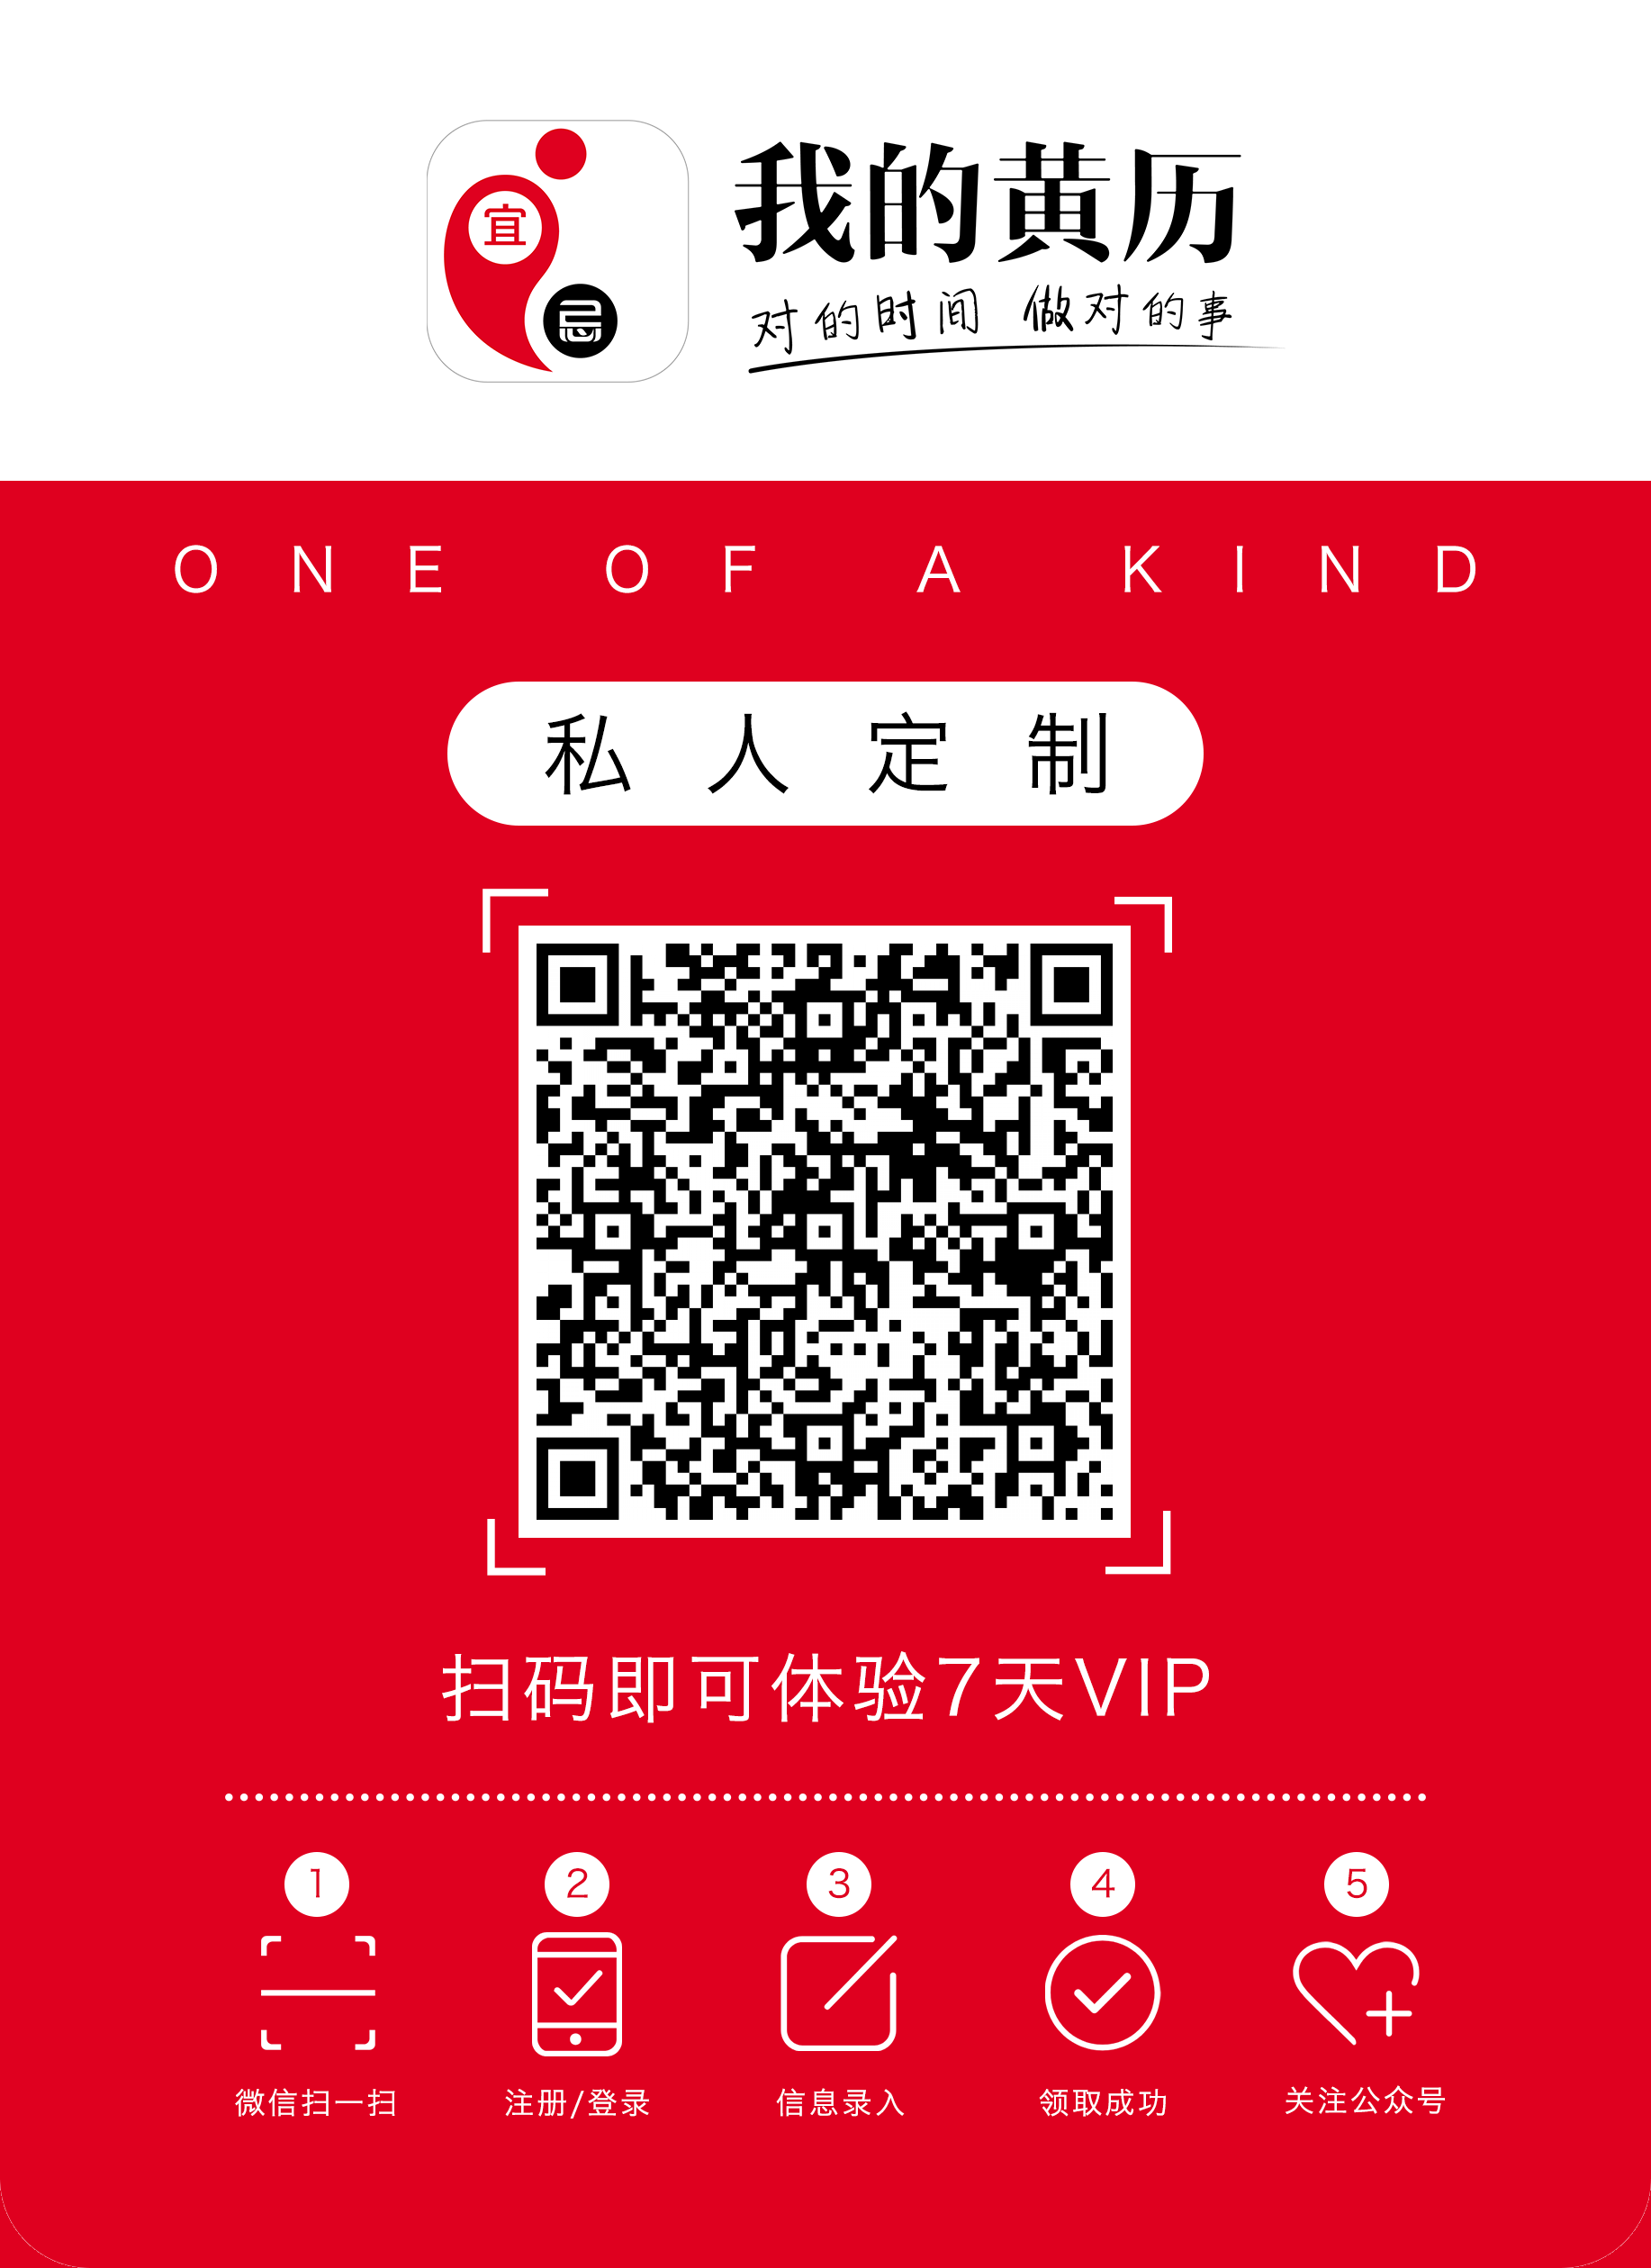 宜
忌
我的黄历
对的时间 做对的事
ONE OF A KIND
私人定制
扫码即可体验7天VIP
1 2 3 4 5
微信扫一扫 注册/登录 信息录入 领取成功 关注公众号